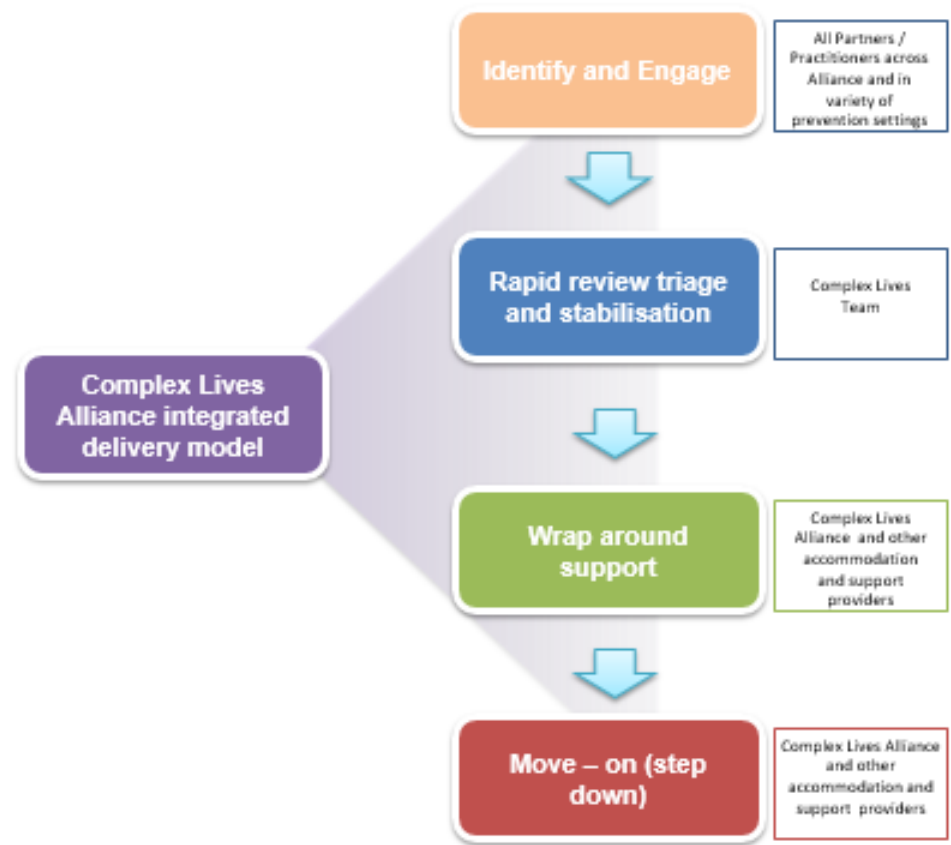 Identify and Engage
All Partners /
Practitioners across
Alliance and in
variety of
prevention settings
Rapid review triage
and stabilisation
Complex Lives
Team
Complex Lives
Alliance integrated
delivery model
Wrap around
support
Complex Lives
Alliance and other
accommodation
and support
providers
Move – on (step
down)
Complex Lives Alliance
and other
accommodation and
support providers